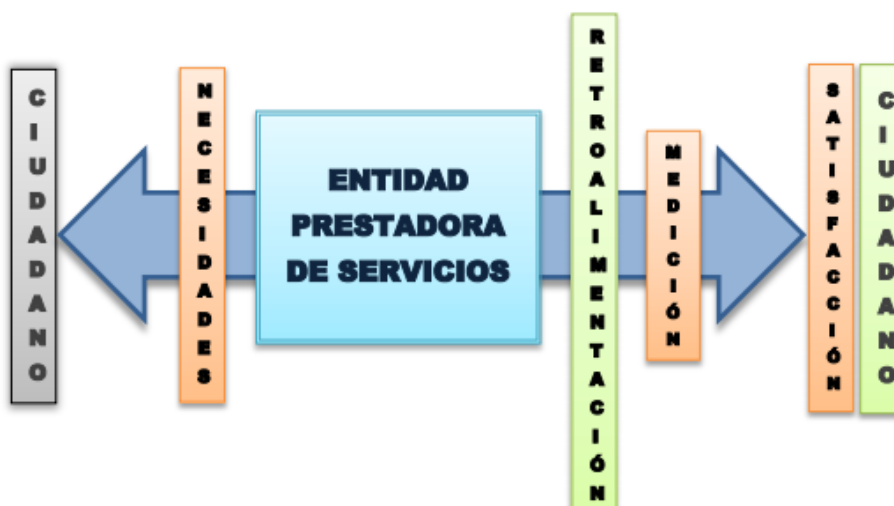 CIUDADANO
NECESIDADES
ENTIDAD
PRESTADORA
DE SERVICIOS
RETROALIMENTACIÓN
MEDICIÓN
SATISFACCIÓN
CIUDADANO